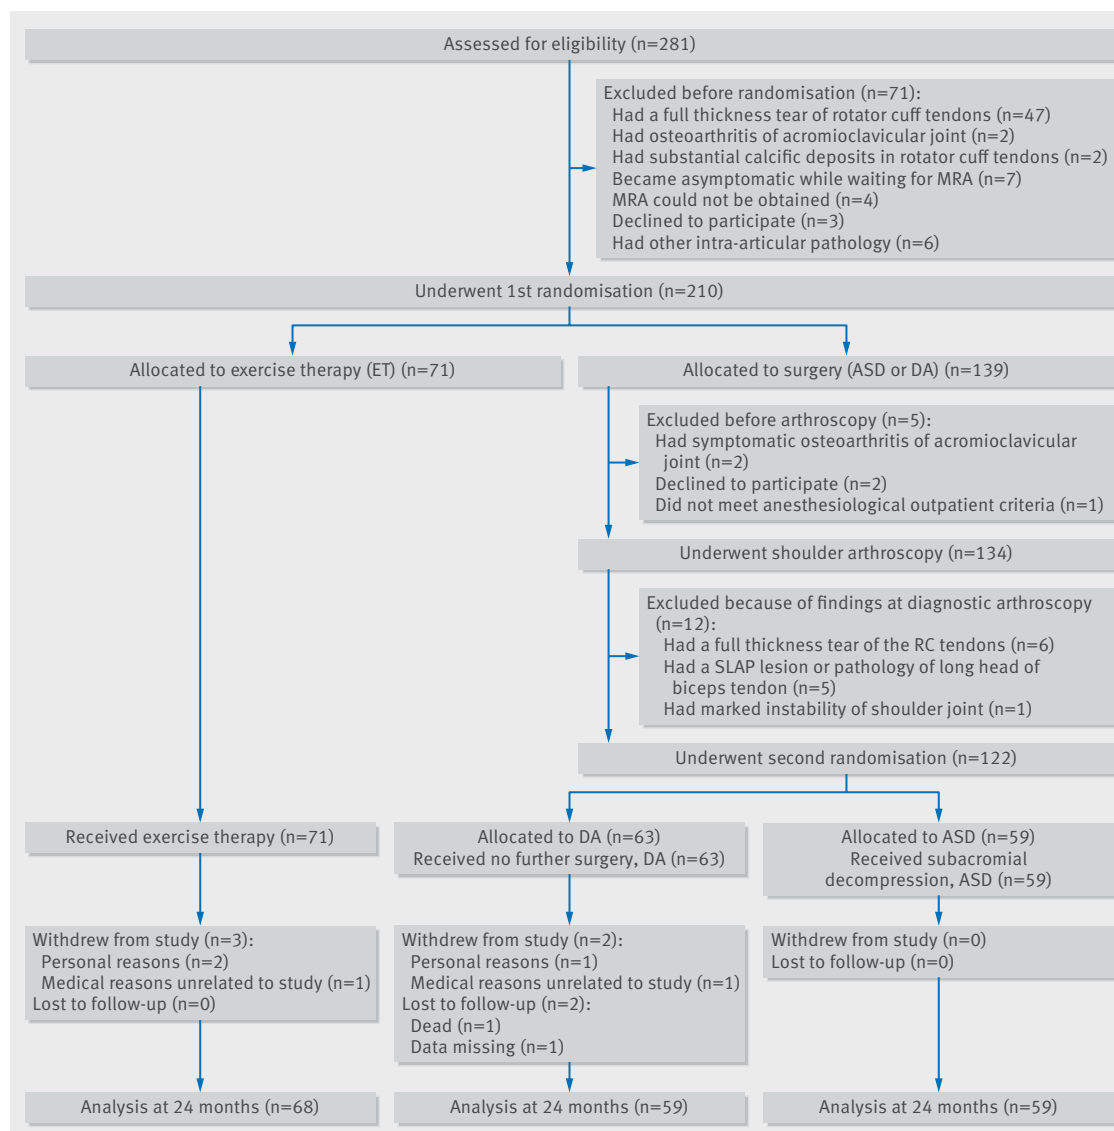 Assessed for eligibility (n=281)
Excluded before randomisation (n=71):
Had a full thickness tear of rotator cuff tendons (n=47)
Had osteoarthritis of acromioclavicular joint (n=2)
Had substantial calcific deposits in rotator cuff tendons (n=2)
Became asymptomatic while waiting for MRA (n=7)
MRA could not be obtained (n=4)
Declined to participate (n=3)
Had other intra-articular pathology (n=6)
Underwent 1st randomisation (n=210)
Allocated to exercise therapy (ET) (n=71)
Allocated to surgery (ASD or DA) (n=139)
Excluded before arthroscopy (n=5):
Had symptomatic osteoarthritis of acromioclavicular
joint (n=2)
Declined to participate (n=2)
Did not meet anesthesiological outpatient criteria (n=1)
Underwent shoulder arthroscopy (n=134)
Excluded because of findings at diagnostic arthroscopy
(n=12):
Had a full thickness tear of the RC tendons (n=6)
Had a SLAP lesion or pathology of long head of
biceps tendon (n=5)
Had marked instability of shoulder joint (n=1)
Underwent second randomisation (n=122)
Received exercise therapy (n=71)
Allocated to DA (n=63)
Received no further surgery, DA (n=63)
Allocated to ASD (n=59)
Received subacromial
decompression, ASD (n=59)
Withdrew from study (n=3):
Personal reasons (n=2)
Medical reasons unrelated to study (n=1)
Lost to follow-up (n=0)
Withdrew from study (n=2):
Personal reasons (n=1)
Medical reasons unrelated to study (n=1)
Lost to follow-up (n=2):
Dead (n=1)
Data missing (n=1)
Withdrew from study (n=0)
Lost to follow-up (n=0)
Analysis at 24 months (n=68)
Analysis at 24 months (n=59)
Analysis at 24 months (n=59)